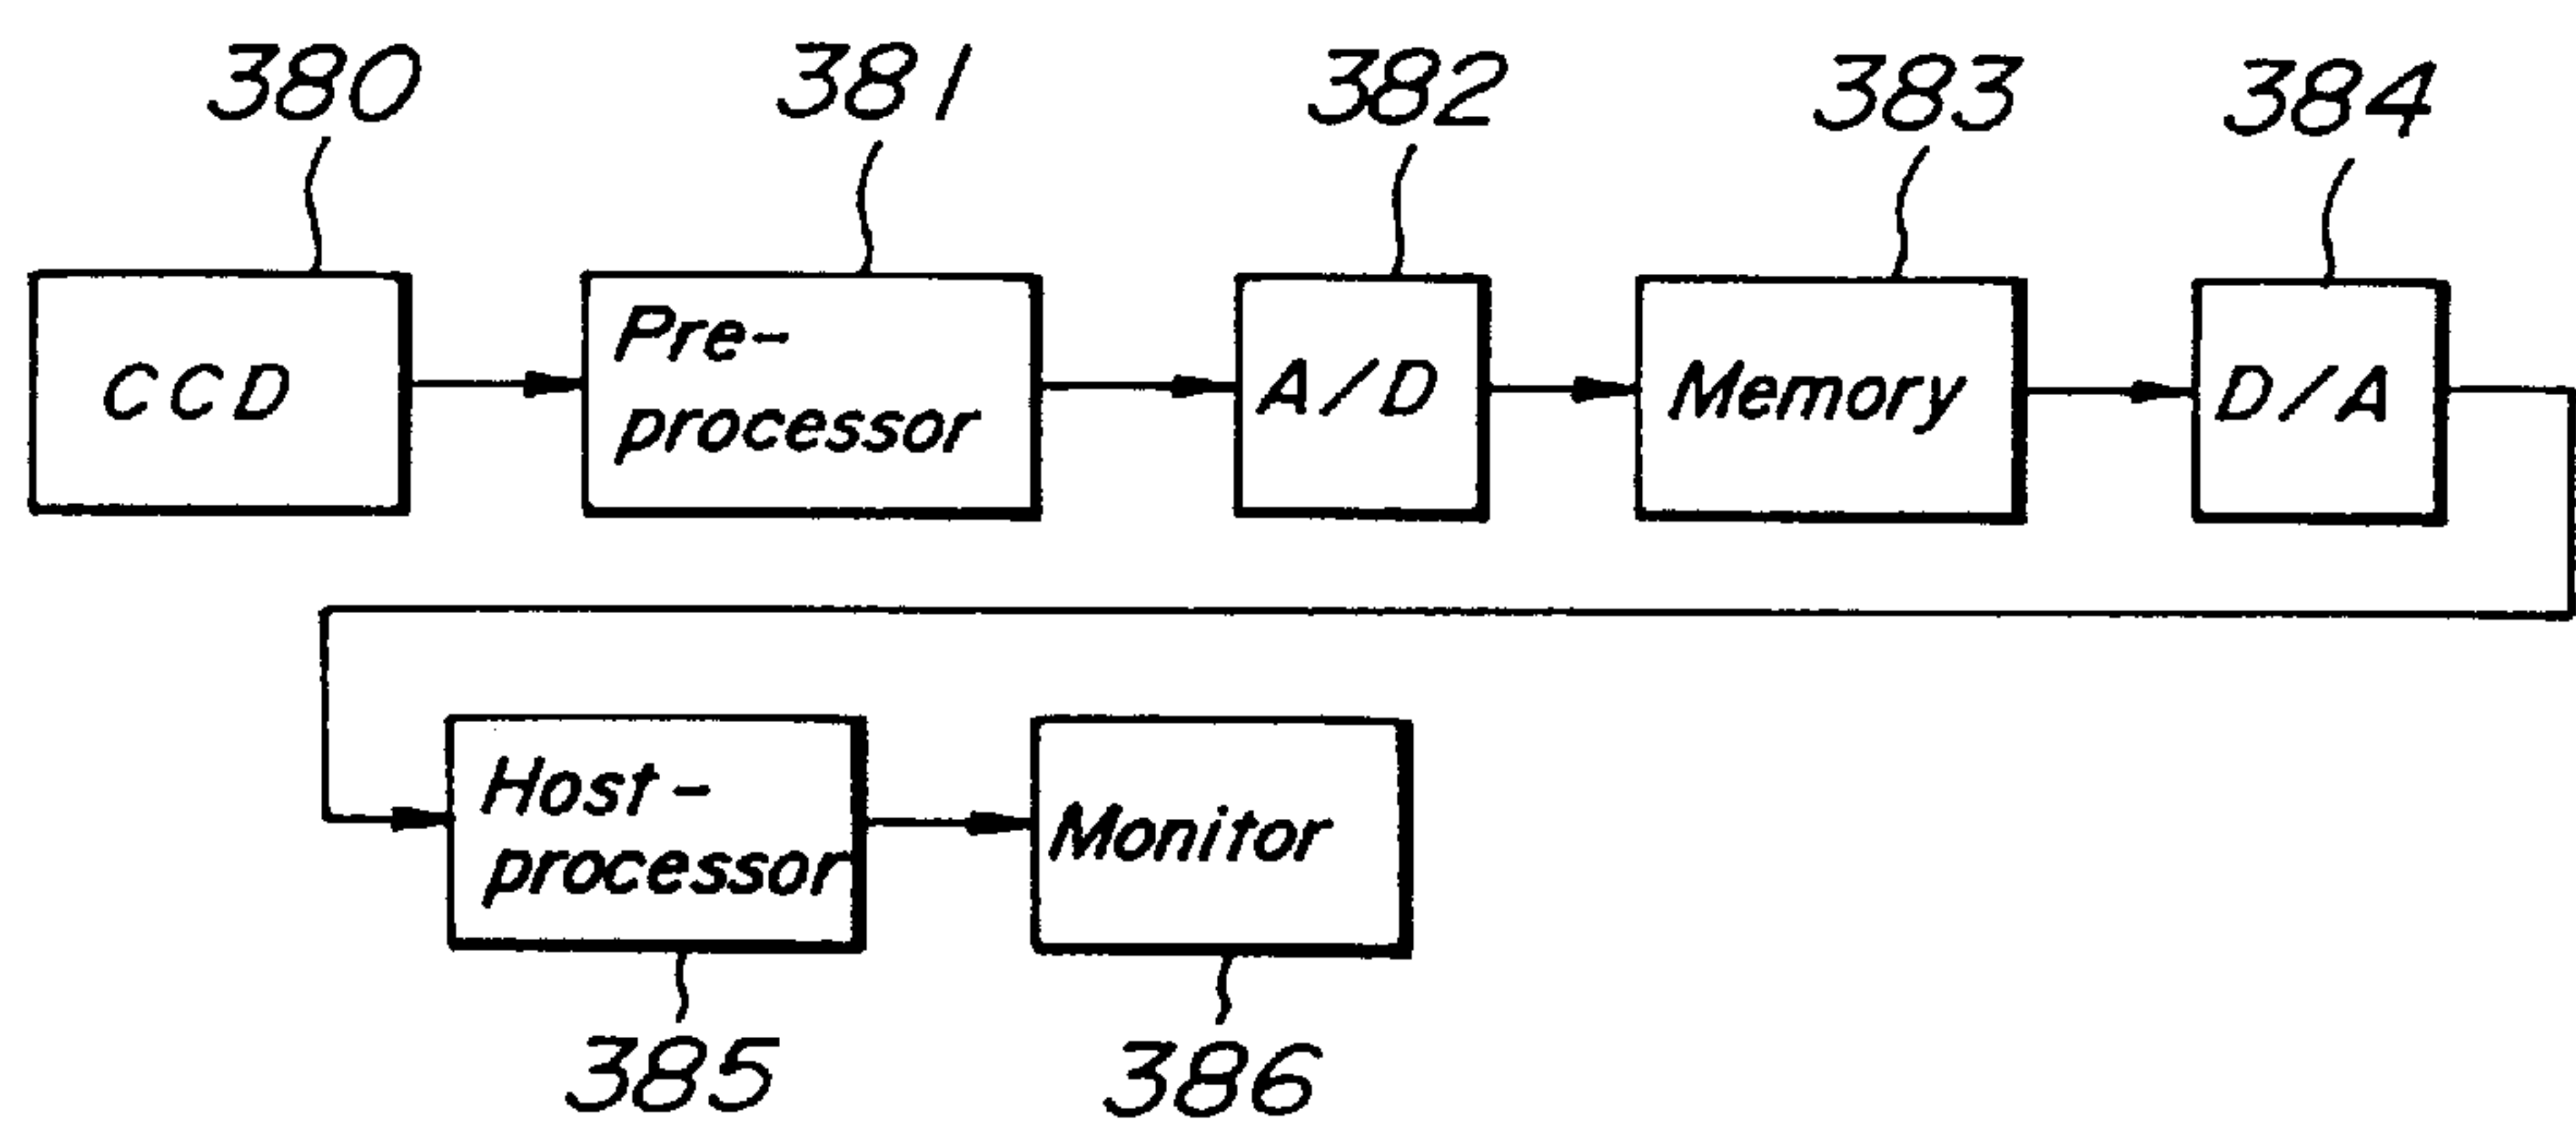 380 381 382 383 384
CCD
Pre-
processor
A/D
Memory
D/A
Host-
processor
Monitor
385 386